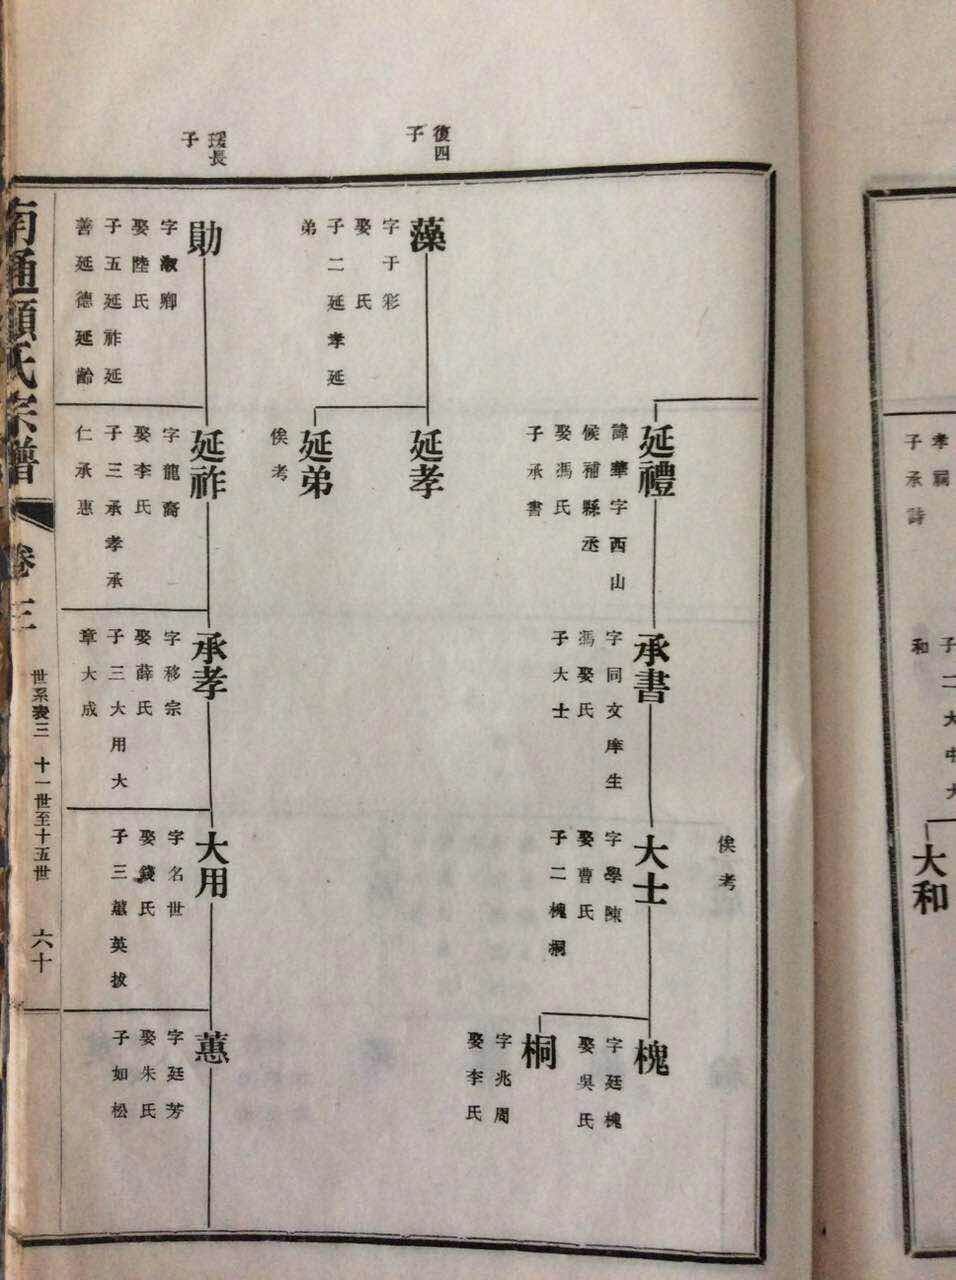 復四
子
瑗長
子
延禮
諱華字西山
候補縣丞
娶馮氏
子承書
承書
字同文庠生
馮娶氏
子大士
俟考
大士
字學陳
娶曹氏
子二槐桐
槐
字廷槐
娶吳氏
桐
字兆周
娶李氏
藻
字于彩
娶 氏
子二延孝延
弟
延孝
延弟
俟考
勛
字淑卿
娶陸氏
子五延祚延
善延德延齡
延祚
字龍裔
娶李氏
子三承孝承
仁承惠
承孝
字移宗
娶薛氏
子三大用大
章大成
大用
字名世
娶錢氏
子三蕙英拔
蕙
字廷芳
娶朱氏
子如松
南通顧氏宗譜
卷三
世系表三 十一世至十五世
六十
孝嗣
子承詩
子二大中大
和
大和